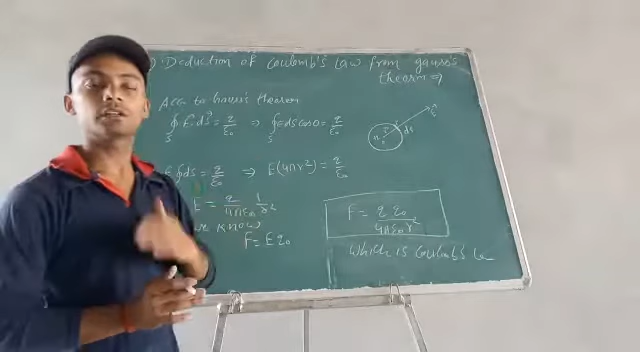 ) Deduction of Coulomb's Law from gauss's
theorem ⇒
Acc to gauss's theorem
∮ E.ds = q/ε₀ ⇒ ∮ E ds cos0 = q/ε₀
S S
E ∮ ds = q/ε₀ ⇒ E(4πr²) = q/ε₀
E = q/4πε₀ 1/r²
we know
F = E q₀
F = q q₀/4πε₀r²
Which is Coulomb's
r
ds
E